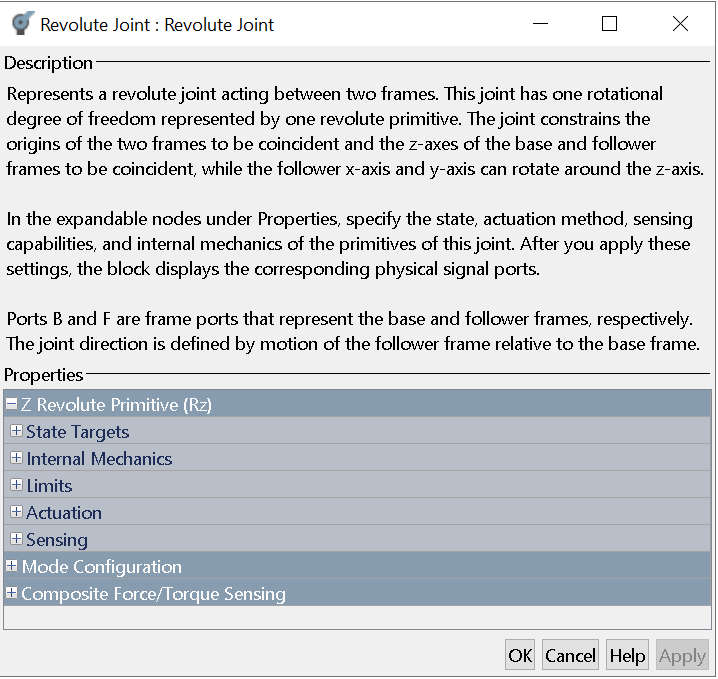 Revolute Joint : Revolute Joint
Description
Represents a revolute joint acting between two frames. This joint has one rotational
degree of freedom represented by one revolute primitive. The joint constrains the
origins of the two frames to be coincident and the z-axes of the base and follower
frames to be coincident, while the follower x-axis and y-axis can rotate around the z-axis.
In the expandable nodes under Properties, specify the state, actuation method, sensing
capabilities, and internal mechanics of the primitives of this joint. After you apply these
settings, the block displays the corresponding physical signal ports.
Ports B and F are frame ports that represent the base and follower frames, respectively.
The joint direction is defined by motion of the follower frame relative to the base frame.
Properties
Z Revolute Primitive (Rz)
State Targets
Internal Mechanics
Limits
Actuation
Sensing
Mode Configuration
Composite Force/Torque Sensing
OK Cancel Help Apply